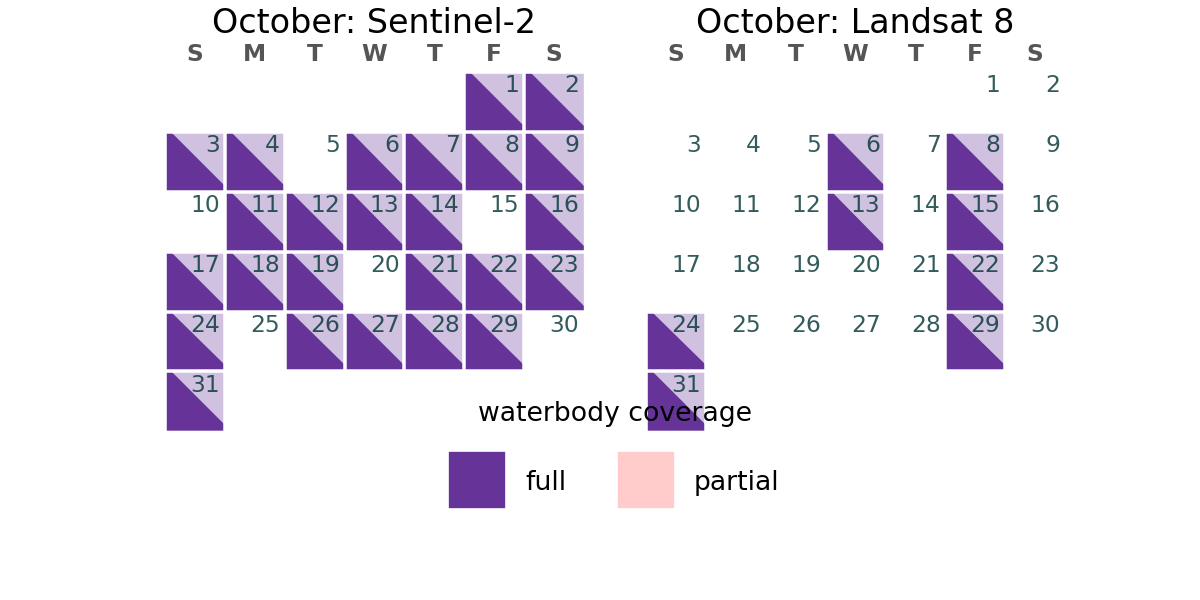 October: Sentinel-2
S M T W T F S
1 2
3 4 5 6 7 8 9
10 11 12 13 14 15 16
17 18 19 20 21 22 23
24 25 26 27 28 29 30
31
October: Landsat 8
S M T W T F S
1 2
3 4 5 6 7 8 9
10 11 12 13 14 15 16
17 18 19 20 21 22 23
24 25 26 27 28 29 30
31
waterbody coverage
full
partial